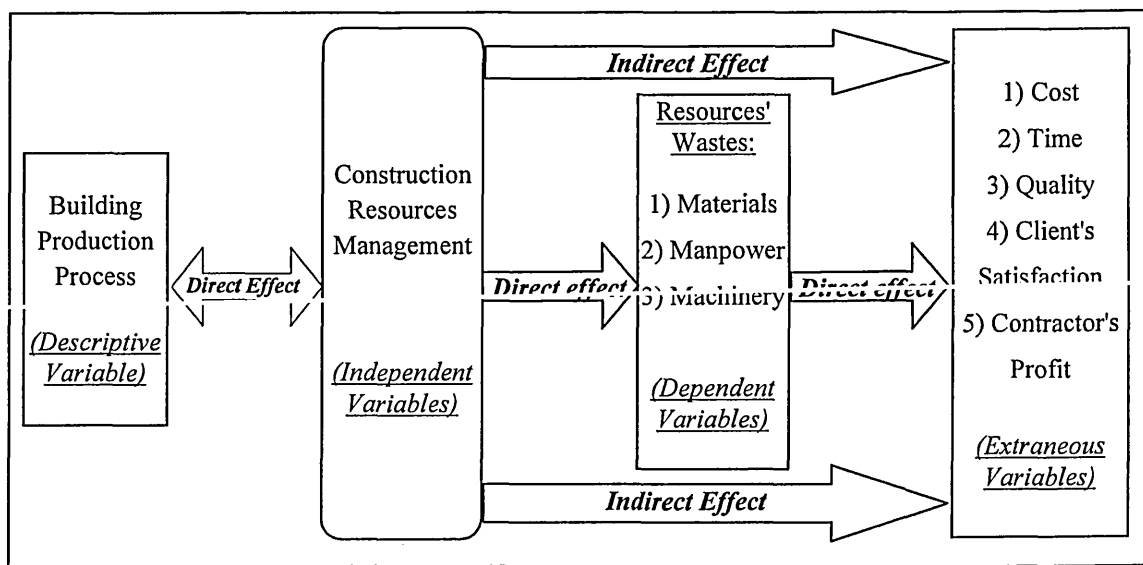 Building
Production
Process
(Descriptive
Variable)
Direct Effect
Construction
Resources
Management
(Independent
Variables)
Indirect Effect
Direct effect
Indirect Effect
Resources'
Wastes:
1) Materials
2) Manpower
3) Machinery
(Dependent
Variables)
Direct effect
1) Cost
2) Time
3) Quality
4) Client's
Satisfaction
5) Contractor's
Profit
(Extraneous
Variables)